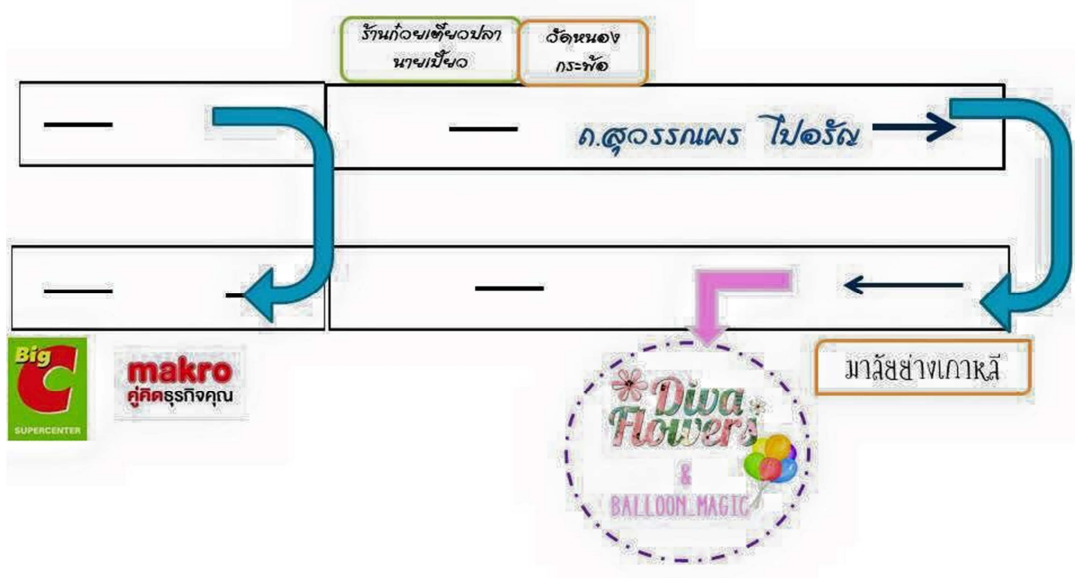 ร้านก๋วยเตี๋ยวปลา
นายเปี๊ยว
วัดหนอง
กระพ้อ
ถ.สุวรรณศร ไปอรัญ
Big
C
SUPERCENTER
makro
คู่คิดธุรกิจคุณ
มาลัยย่างเกาหลี
Diva
Flowers
&
BALLOON_MAGIC